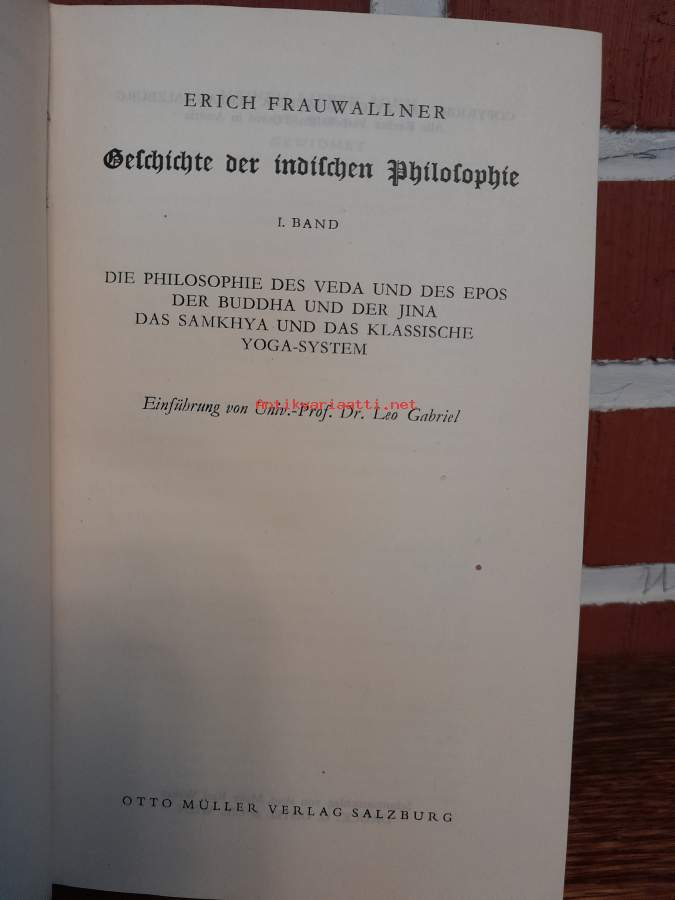 ERICH FRAUWALLNER
Geschichte der indischen Philosophie
I. BAND
DIE PHILOSOPHIE DES VEDA UND DES EPOS
DER BUDDHA UND DER JINA
DAS SAMKHYA UND DAS KLASSISCHE
YOGA-SYSTEM
Einführung von Univ.-Prof. Dr. Leo Gabriel
antikvariaatti.net
OTTO MÜLLER VERLAG SALZBURG